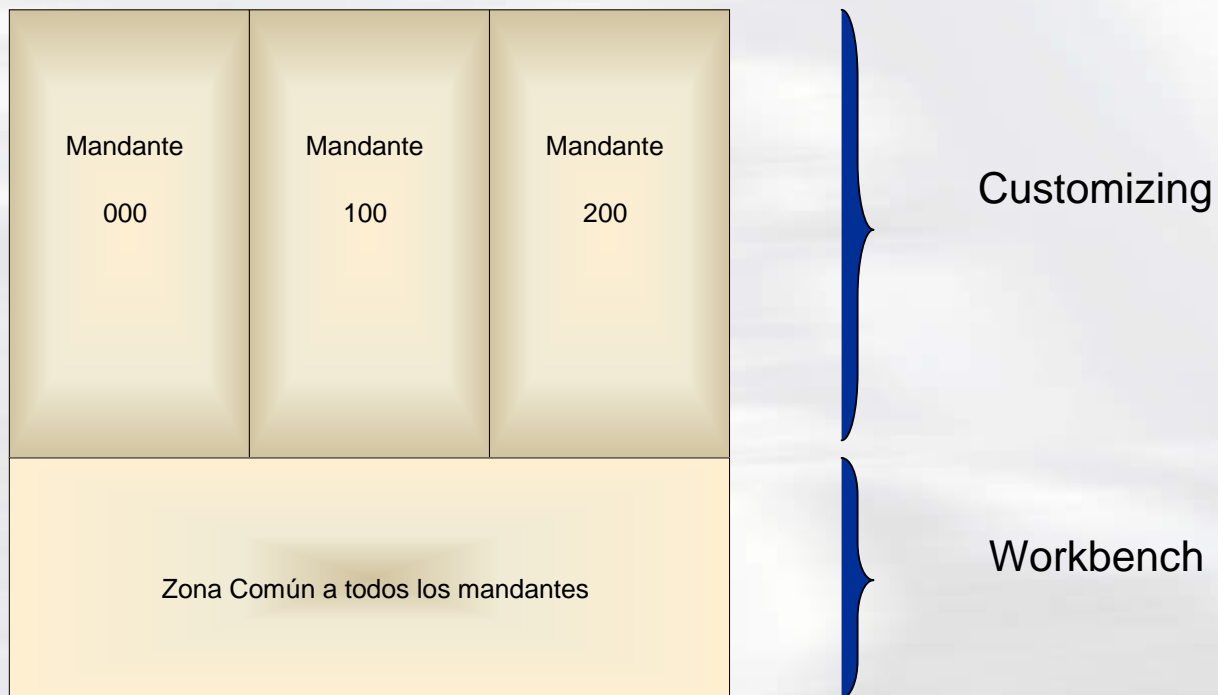 Mandante
000
Mandante
100
Mandante
200
Customizing
Zona Común a todos los mandantes
Workbench